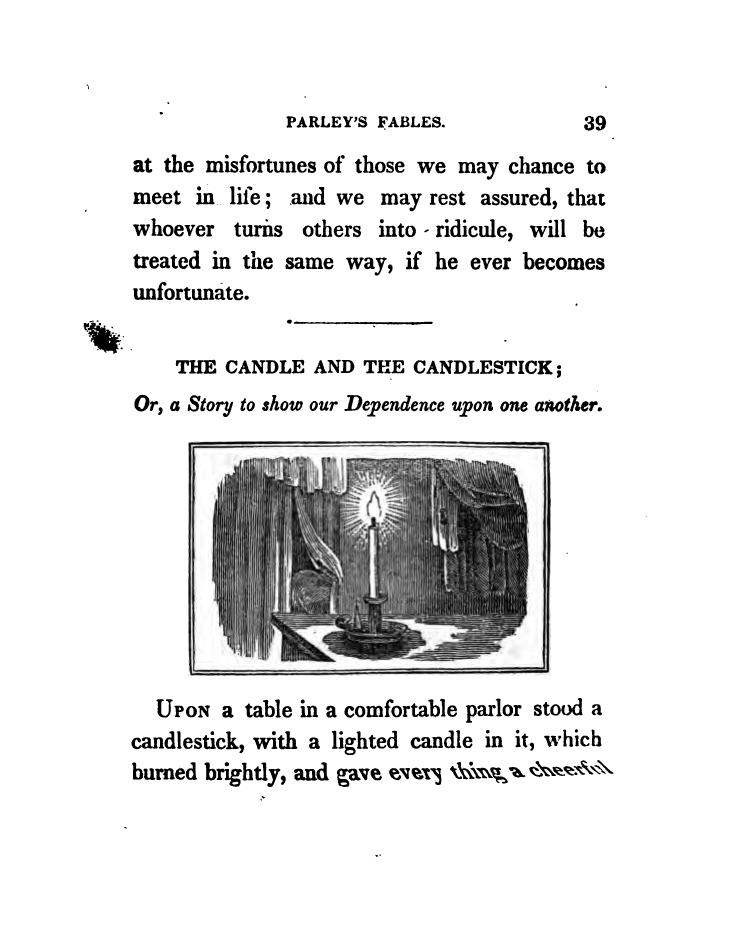 PARLEY'S FABLES. 39
at the misfortunes of those we may chance to
meet in life; and we may rest assured, that
whoever turns others into ridicule, will be
treated in the same way, if he ever becomes
unfortunate.
THE CANDLE AND THE CANDLESTICK;
Or, a Story to show our Dependence upon one another.
UPON a table in a comfortable parlor stood a
candlestick, with a lighted candle in it, which
burned brightly, and gave every thing a cheerful